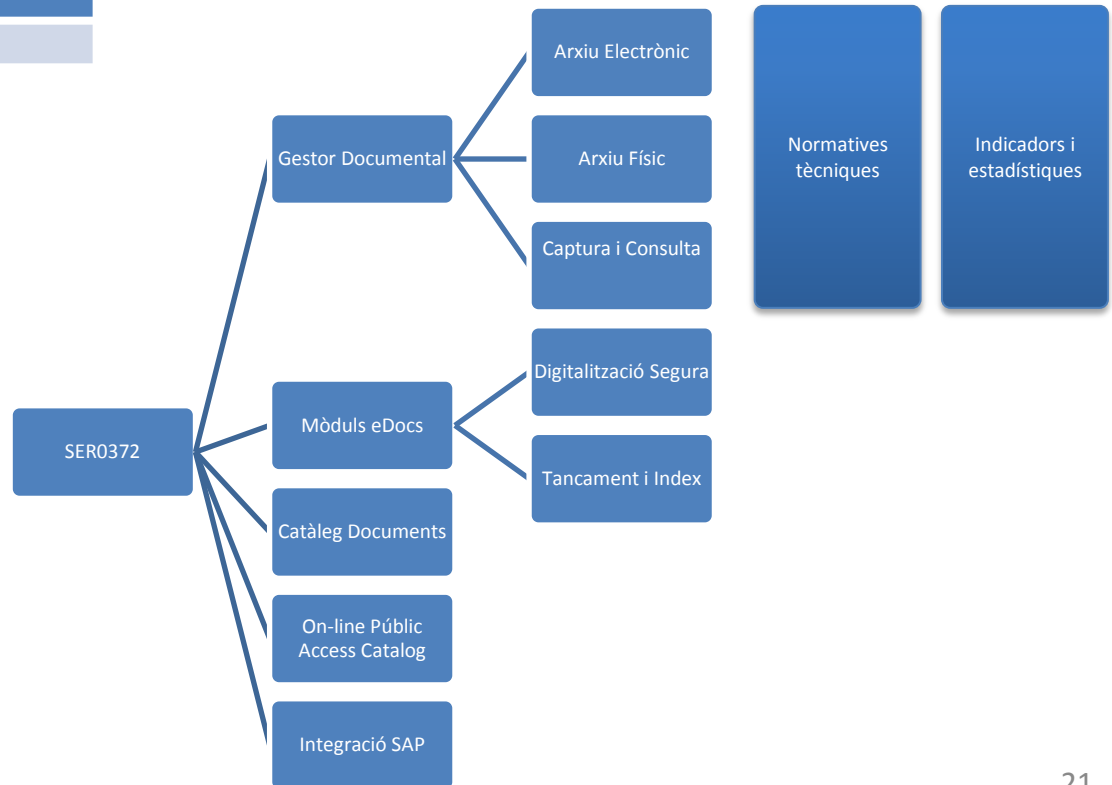 Arxiu Electrònic
Gestor Documental
Arxiu Físic
Captura i Consulta
Normatives
tècniques
Indicadors i
estadístiques
SER0372
Mòduls eDocs
Digitalització Segura
Tancament i Index
Catàleg Documents
On-line Públic
Access Catalog
Integració SAP
21